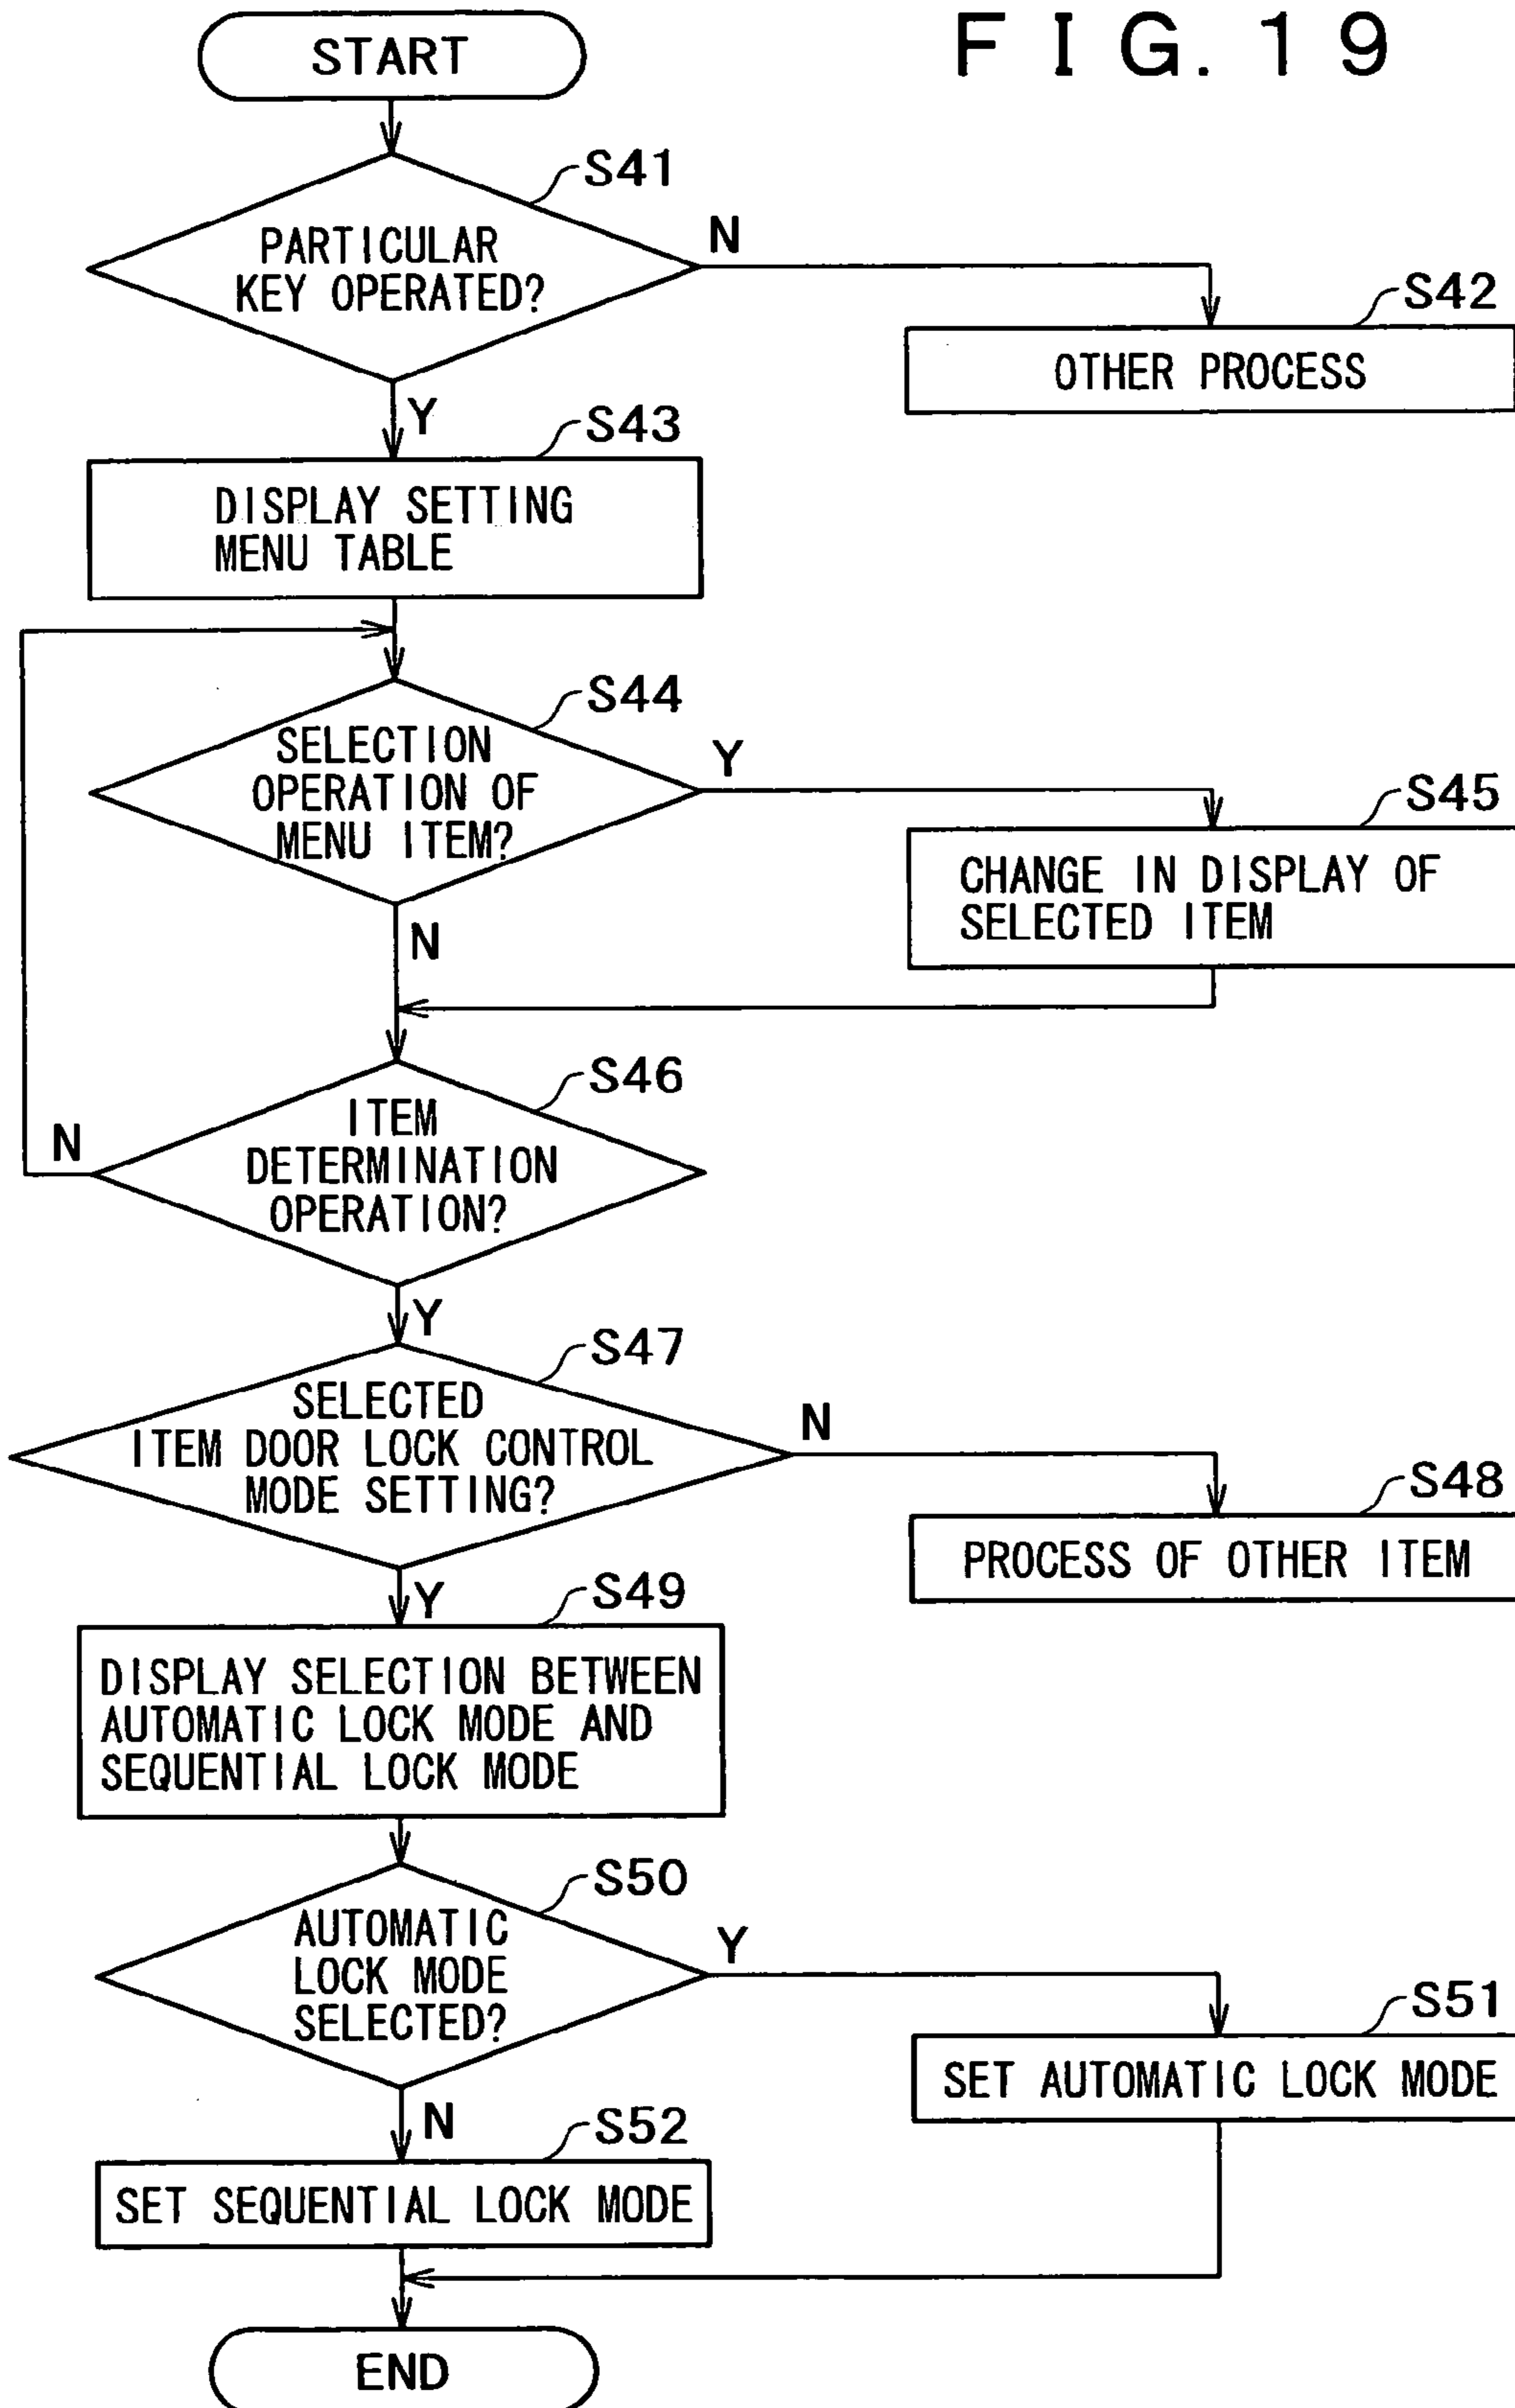 FIG. 19
START
S41
PARTICULAR
KEY OPERATED?
N
S42
OTHER PROCESS
Y
S43
DISPLAY SETTING
MENU TABLE
S44
SELECTION
OPERATION OF
MENU ITEM?
Y
S45
CHANGE IN DISPLAY OF
SELECTED ITEM
N
S46
ITEM
DETERMINATION
OPERATION?
N
Y
S47
SELECTED
ITEM DOOR LOCK CONTROL
MODE SETTING?
N
S48
PROCESS OF OTHER ITEM
Y
S49
DISPLAY SELECTION BETWEEN
AUTOMATIC LOCK MODE AND
SEQUENTIAL LOCK MODE
S50
AUTOMATIC
LOCK MODE
SELECTED?
Y
S51
SET AUTOMATIC LOCK MODE
N
S52
SET SEQUENTIAL LOCK MODE
END